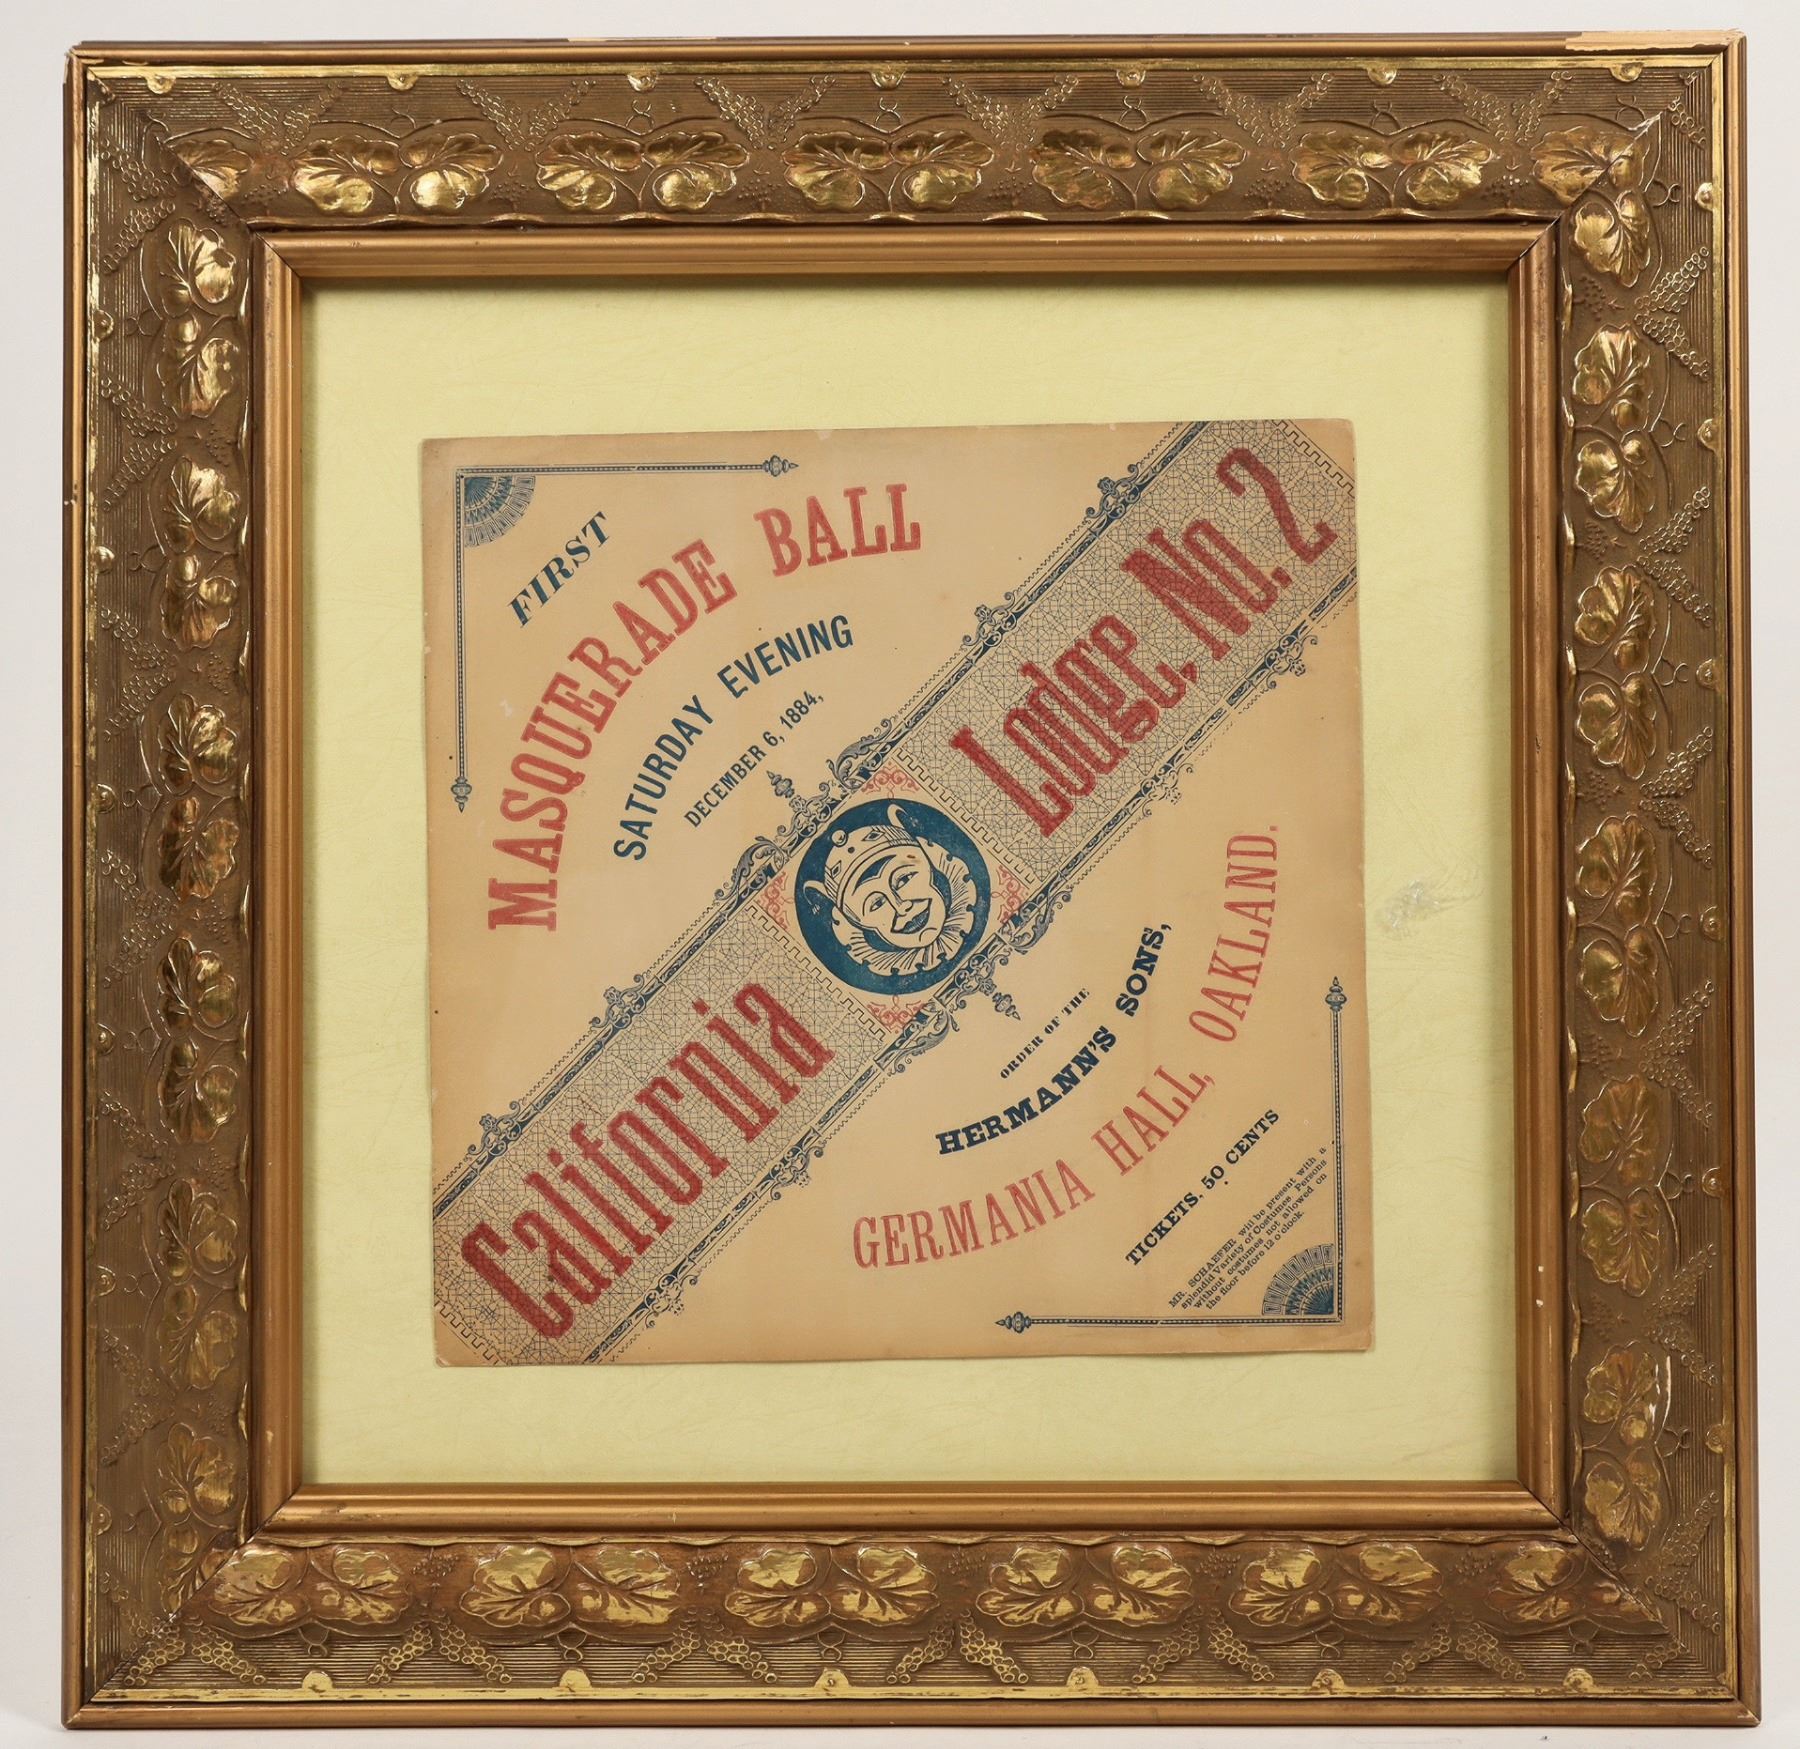 FIRST
MASQUERADE BALL
SATURDAY EVENING
DECEMBER 6, 1884,
California Lodge, No. 2
ORDER OF THE
HERMANN'S SONS,
GERMANIA HALL, OAKLAND.
TICKETS, 50 CENTS
MR. SCHAEFER will be present with a
splendid Variety of Costumes. Persons
without costumes not allowed on
the floor before 12 o'clock.